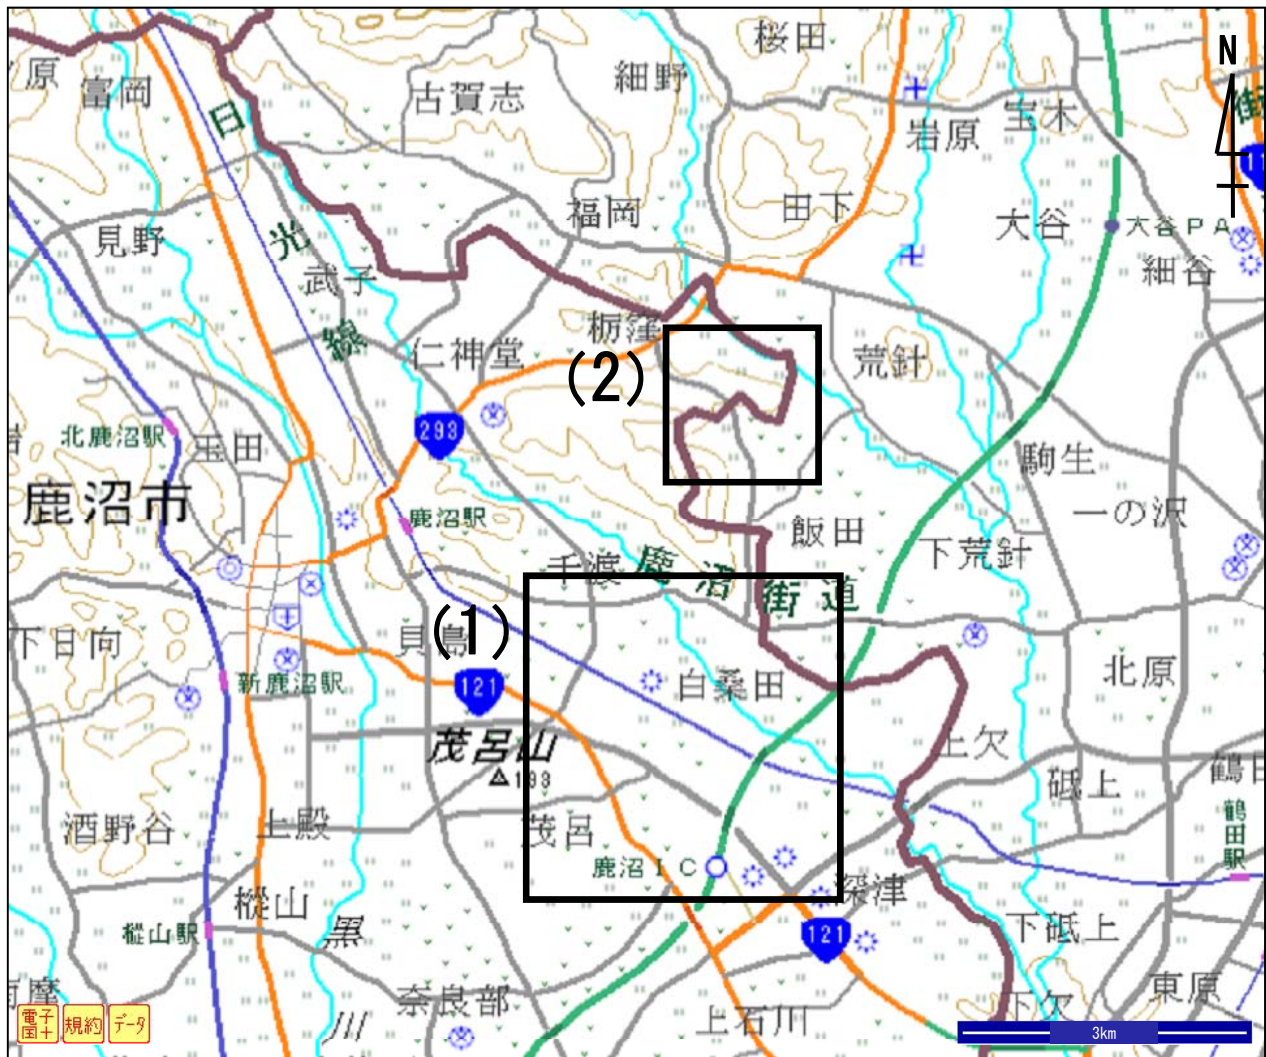 桜田
N
原
富岡
古賀志
細野
街
日
岩原
宝木
福岡
田下
大谷
大谷PA
見野
光
細谷
武子
線
栃窪
仁神堂
荒針
(2)
293
北鹿沼駅
玉田
駒生
鹿沼市
一の沢
鹿沼駅
飯田
下荒針
千渡
鹿沼街道
下日向
貝島
(1)
北原
新鹿沼駅
121
白桑田
茂呂山
193
上欠
砥上
鶴田
酒野谷
上殿
茂呂
鶴田駅
鹿沼IC
深津
樅山
樅山駅
黒
121
下砥上
奈良部
東原
上石川
下欠
川
電子国土
規約
データ
3km